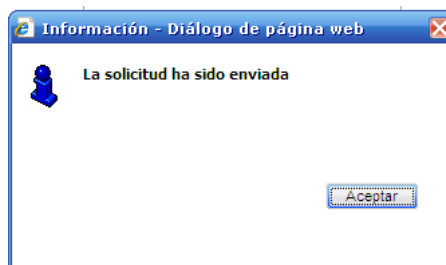 Información - Diálogo de página web
La solicitud ha sido enviada
Aceptar